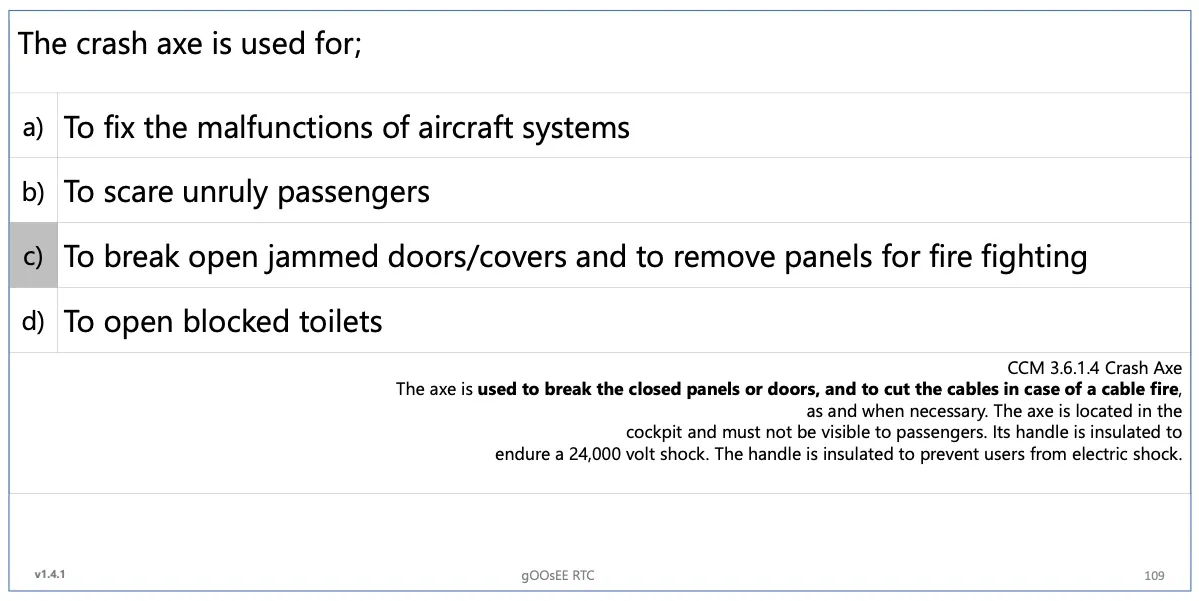 The crash axe is used for;
a) To fix the malfunctions of aircraft systems
b) To scare unruly passengers
c) To break open jammed doors/covers and to remove panels for fire fighting
d) To open blocked toilets
CCM 3.6.1.4 Crash Axe
The axe is used to break the closed panels or doors, and to cut the cables in case of a cable fire,
as and when necessary. The axe is located in the
cockpit and must not be visible to passengers. Its handle is insulated to
endure a 24,000 volt shock. The handle is insulated to prevent users from electric shock.
v1.4.1 gOOsEE RTC 109